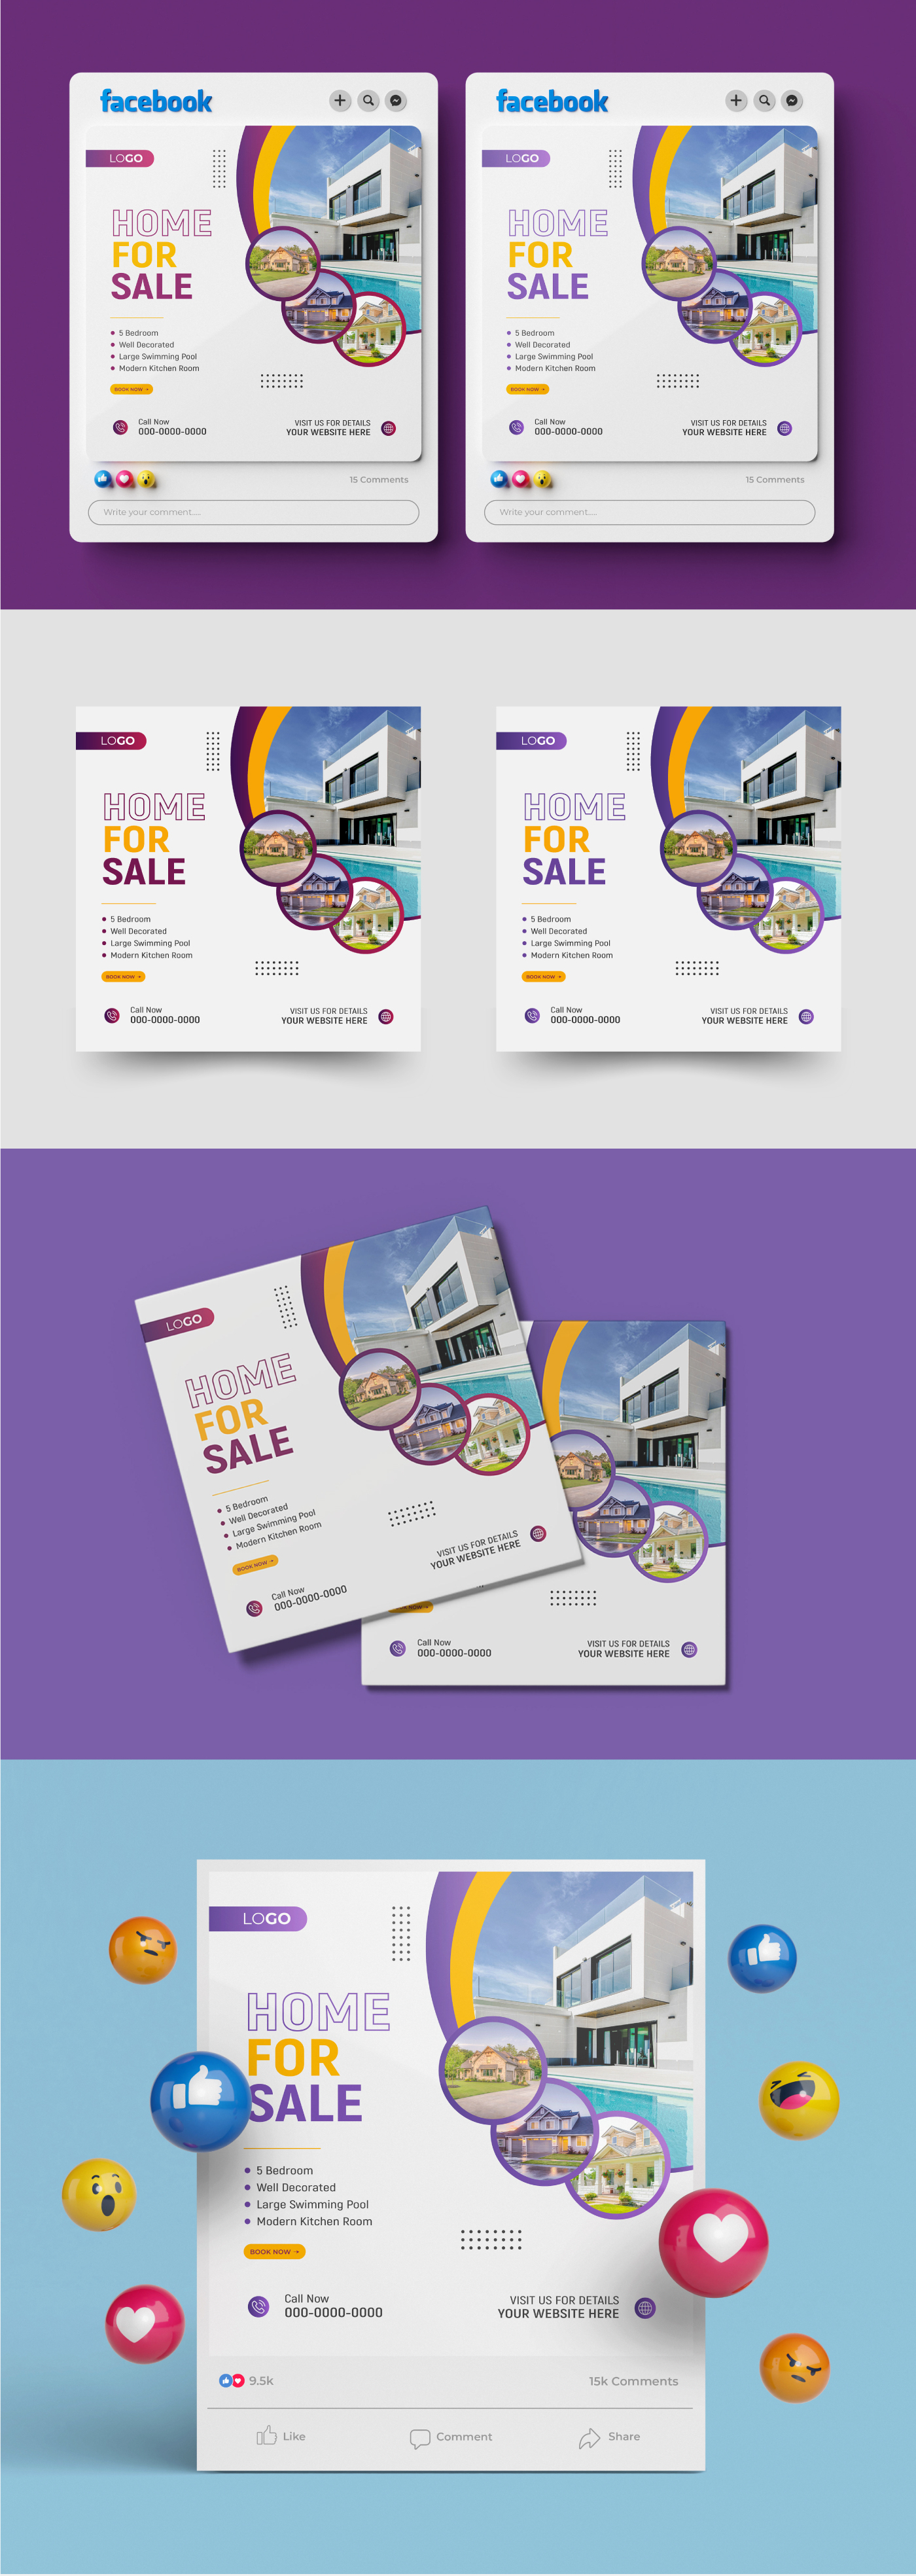 facebook
LOGO
HOME
FOR
SALE
5 Bedroom
Well Decorated
Large Swimming Pool
Modern Kitchen Room
BOOK NOW →
Call Now
000-0000-0000
VISIT US FOR DETAILS
YOUR WEBSITE HERE
15 Comments
Write your comment.....
facebook
LOGO
HOME
FOR
SALE
5 Bedroom
Well Decorated
Large Swimming Pool
Modern Kitchen Room
BOOK NOW →
Call Now
000-0000-0000
VISIT US FOR DETAILS
YOUR WEBSITE HERE
15 Comments
Write your comment.....
LOGO
HOME
FOR
SALE
5 Bedroom
Well Decorated
Large Swimming Pool
Modern Kitchen Room
BOOK NOW →
Call Now
000-0000-0000
VISIT US FOR DETAILS
YOUR WEBSITE HERE
LOGO
HOME
FOR
SALE
5 Bedroom
Well Decorated
Large Swimming Pool
Modern Kitchen Room
BOOK NOW →
Call Now
000-0000-0000
VISIT US FOR DETAILS
YOUR WEBSITE HERE
LOGO
HOME
FOR
SALE
5 Bedroom
Well Decorated
Large Swimming Pool
Modern Kitchen Room
BOOK NOW →
Call Now
000-0000-0000
VISIT US FOR DETAILS
YOUR WEBSITE HERE
Call Now
000-0000-0000
VISIT US FOR DETAILS
YOUR WEBSITE HERE
LOGO
HOME
FOR
SALE
5 Bedroom
Well Decorated
Large Swimming Pool
Modern Kitchen Room
BOOK NOW →
Call Now
000-0000-0000
VISIT US FOR DETAILS
YOUR WEBSITE HERE
9.5k
15k Comments
Like
Comment
Share